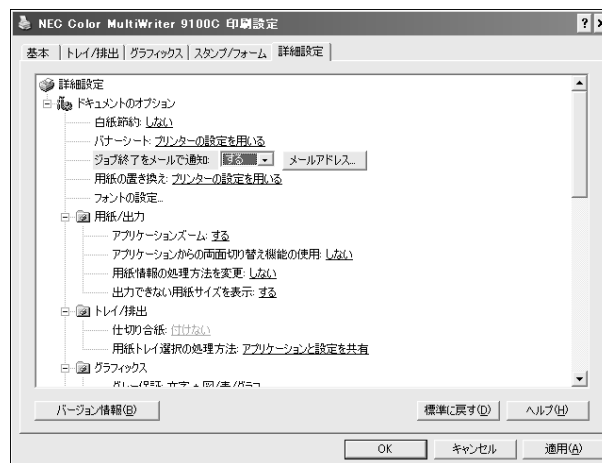 NEC Color MultiWriter 9100C 印刷設定
基本 トレイ/排出 グラフィックス スタンプ/フォーム 詳細設定
詳細設定
ドキュメントのオプション
白紙節約: しない
バナーシート: プリンターの設定を用いる
ジョブ終了をメールで通知: する メールアドレス...
用紙の置き換え: プリンターの設定を用いる
フォントの設定...
用紙/出力
アプリケーションズーム: する
アプリケーションからの両面切り替え機能の使用: しない
用紙情報の処理方法を変更: しない
出力できない用紙サイズを表示: する
トレイ/排出
仕切り合紙: 付けない
用紙トレイ選択の処理方法: アプリケーションと設定を共有
グラフィックス
グレー保証: 文字 + 図/表/グラフ
バージョン情報(B) 標準に戻す(D) ヘルプ(H)
OK キャンセル 適用(A)